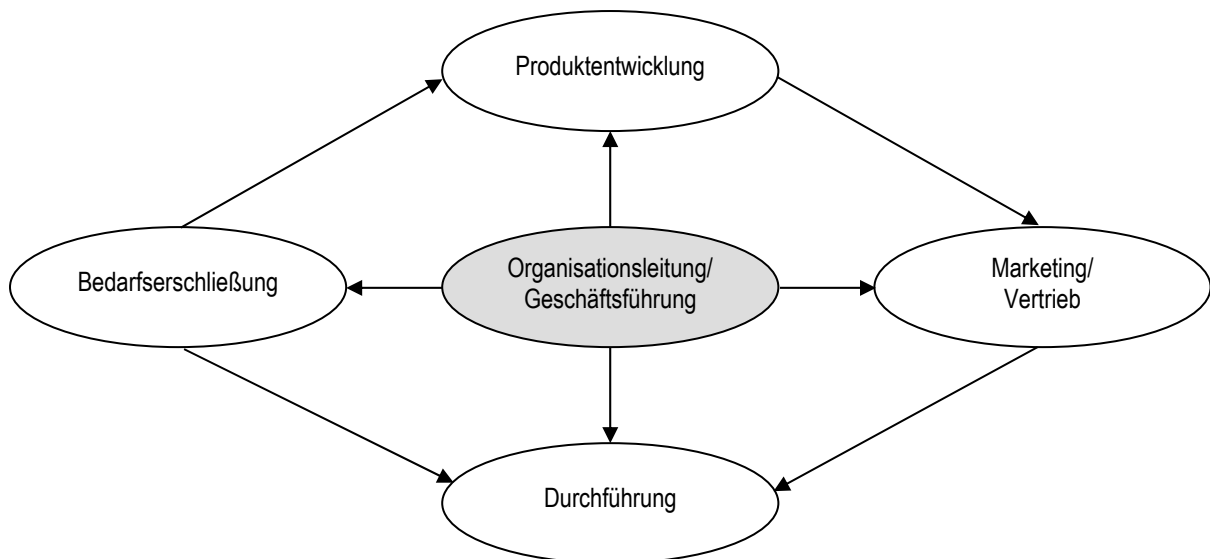 Produktentwicklung
Bedarfserschließung
Organisationsleitung/
Geschäftsführung
Marketing/
Vertrieb
Durchführung